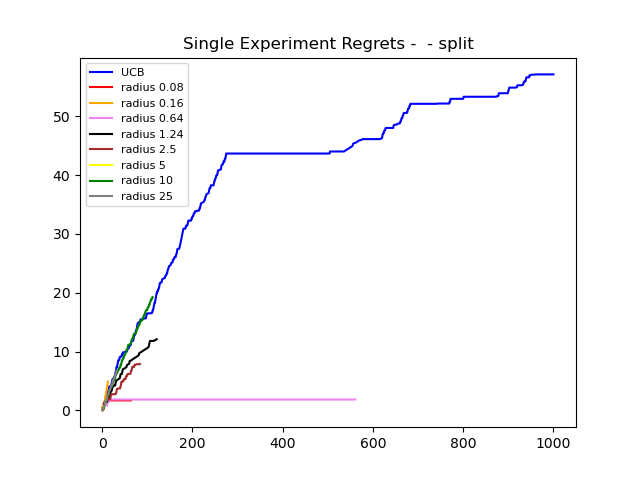 Single Experiment Regrets -  - split
UCB
radius 0.08
radius 0.16
radius 0.64
radius 1.24
radius 2.5
radius 5
radius 10
radius 25
50
40
30
20
10
0
0 200 400 600 800 1000